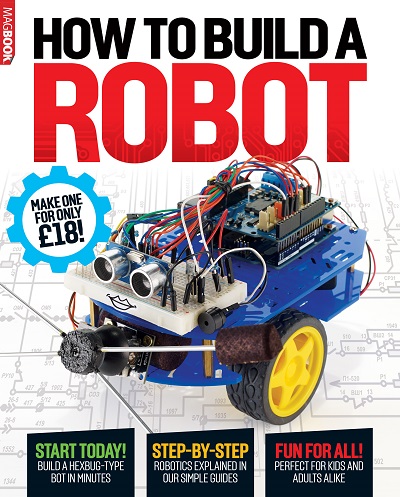 MAGBOOK
HOW TO BUILD A
ROBOT
MAKE ONE
FOR ONLY
£18!
START TODAY!
BUILD A HEXBUG-TYPE
BOT IN MINUTES
STEP-BY-STEP
ROBOTICS EXPLAINED IN
OUR SIMPLE GUIDES
FUN FOR ALL!
PERFECT FOR KIDS AND
ADULTS ALIKE